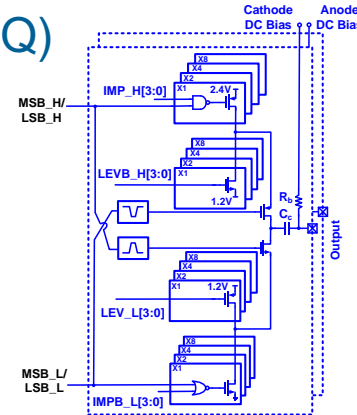 Q)
Cathode
DC Bias
Anode
DC Bias
X8
X4
X2
X1
IMP_H[3:0]
2.4V
MSB_H/
LSB_H
X8
X4
X2
X1
LEVB_H[3:0]
1.2V
Rb
Cc
Output
X8
X4
X2
X1
1.2V
LEV_L[3:0]
MSB_L/
LSB_L
X8
X4
X2
X1
IMPB_L[3:0]